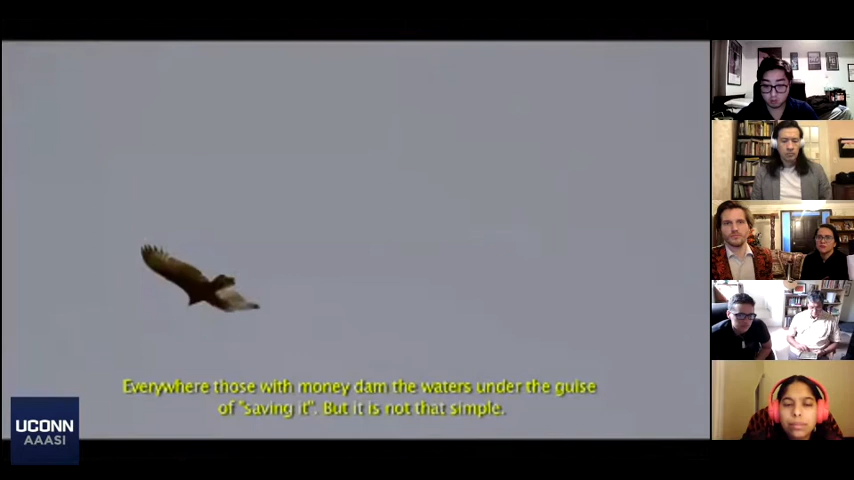 Everywhere those with money dam the waters under the guise
of "saving it". But it is not that simple.
UCONN
AAASI